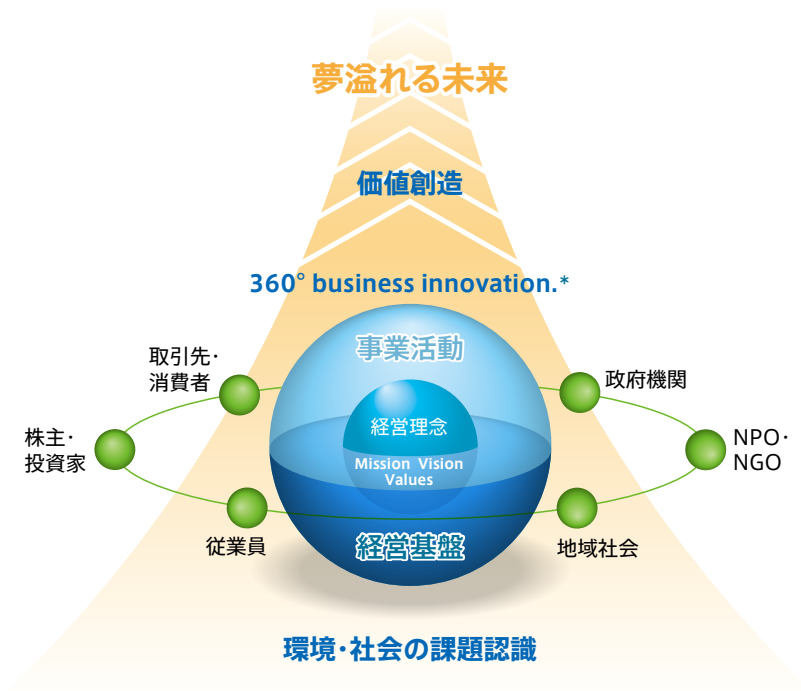 夢溢れる未来
価値創造
360° business innovation.*
事業活動
取引先・
消費者
政府機関
経営理念
株主・
投資家
NPO・
NGO
Mission Vision
Values
従業員
経営基盤
地域社会
環境・社会の課題認識